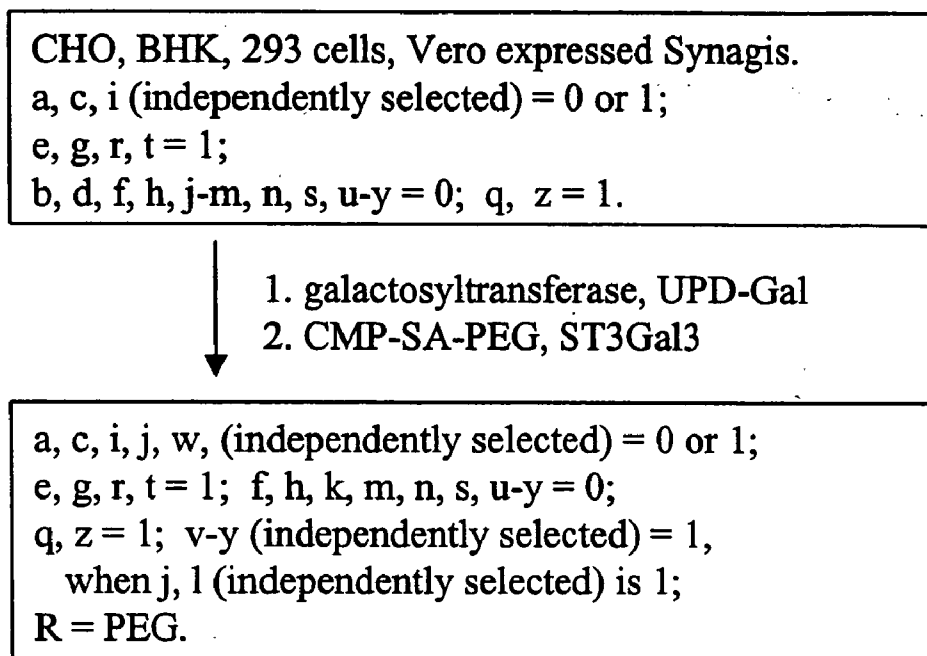 CHO, BHK, 293 cells, Vero expressed Synagis.
a, c, i (independently selected) = 0 or 1;
e, g, r, t = 1;
b, d, f, h, j-m, n, s, u-y = 0; q, z = 1.
1. galactosyltransferase, UPD-Gal
2. CMP-SA-PEG, ST3Gal3
a, c, i, j, w, (independently selected) = 0 or 1;
e, g, r, t = 1; f, h, k, m, n, s, u-y = 0;
q, z = 1; v-y (independently selected) = 1,
when j, l (independently selected) is 1;
R = PEG.